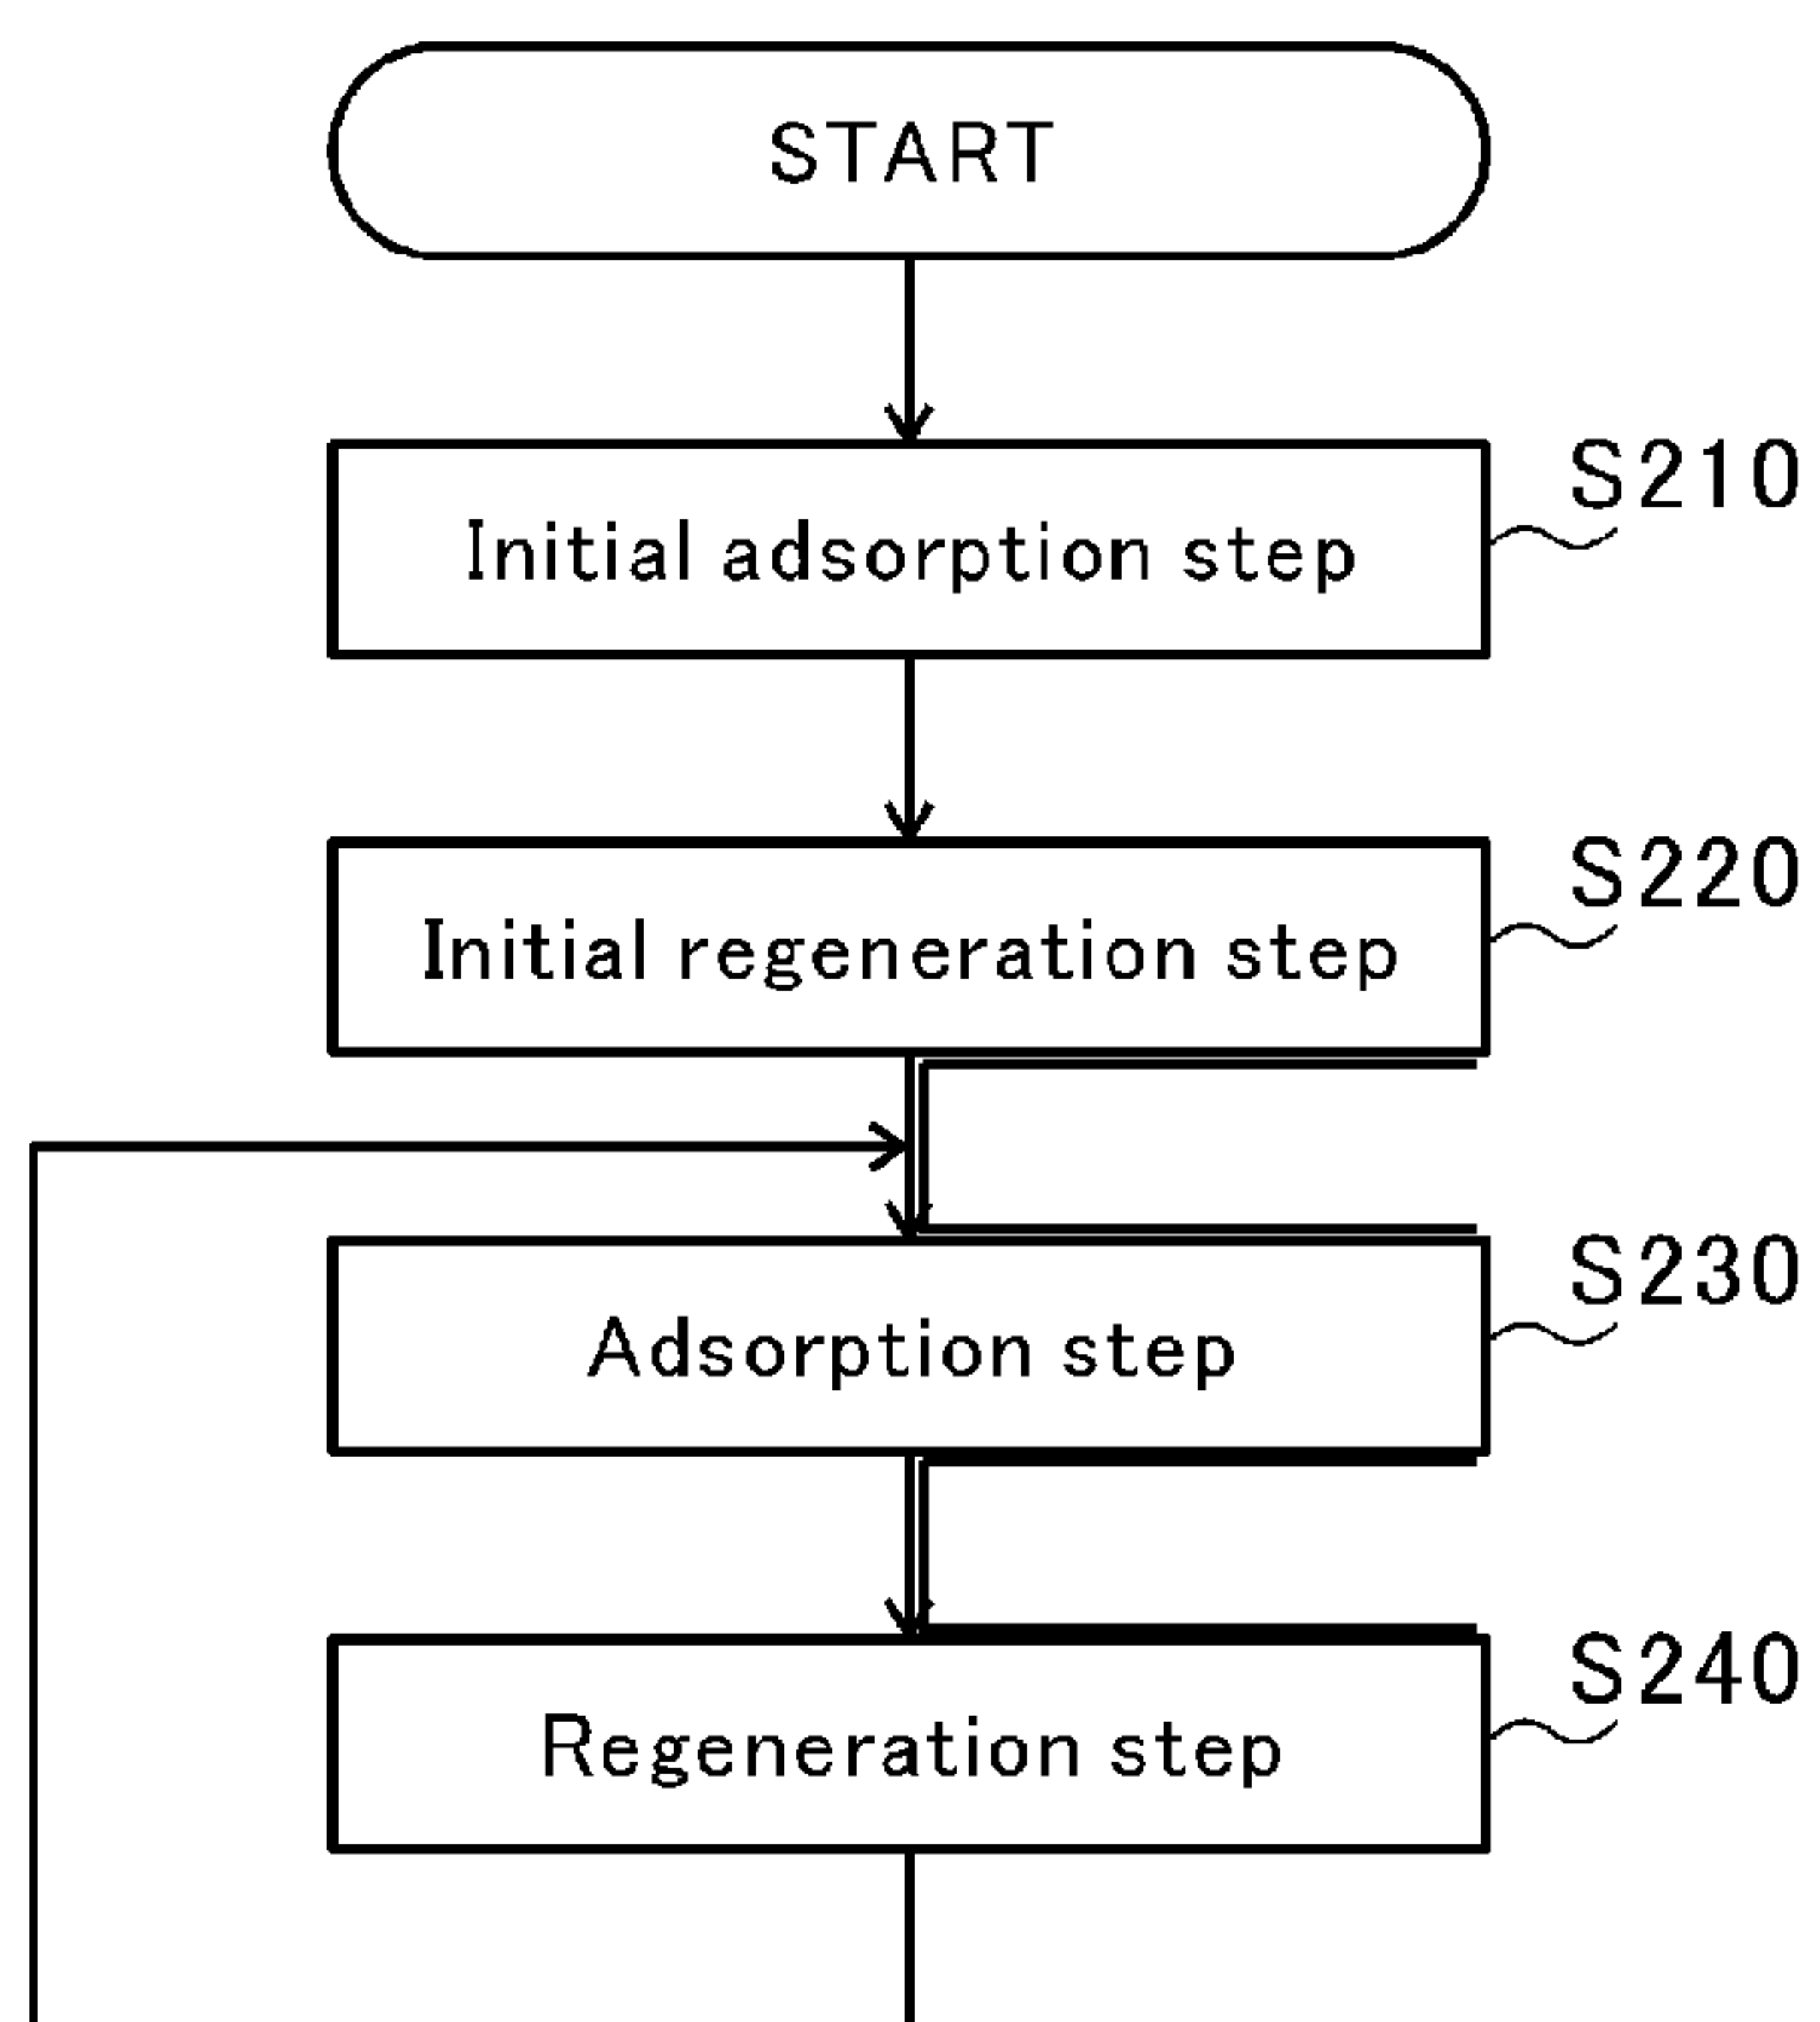 START
S210
Initial adsorption step
S220
Initial regeneration step
S230
Adsorption step
S240
Regeneration step